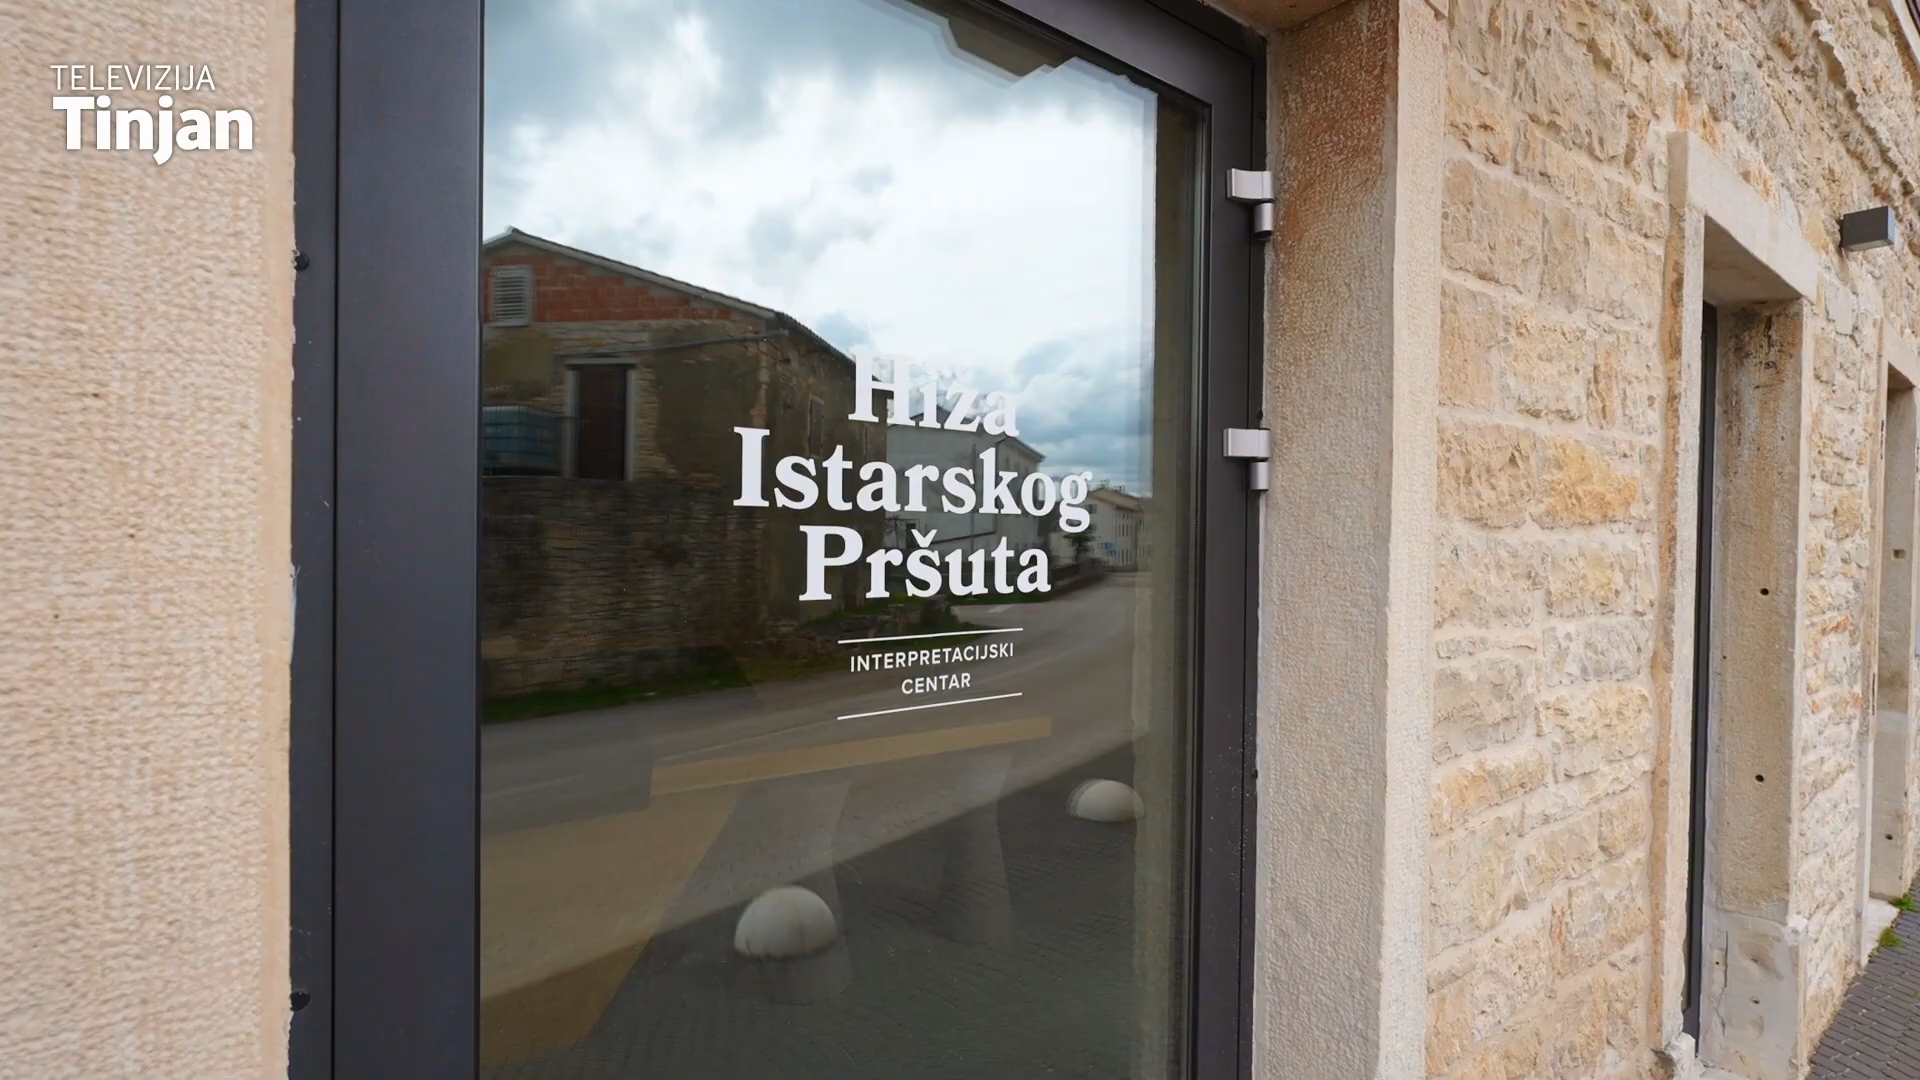 TELEVIZIJA
Tinjan
Hiža
Istarskog
Pršuta
INTERPRETACIJSKI
CENTAR